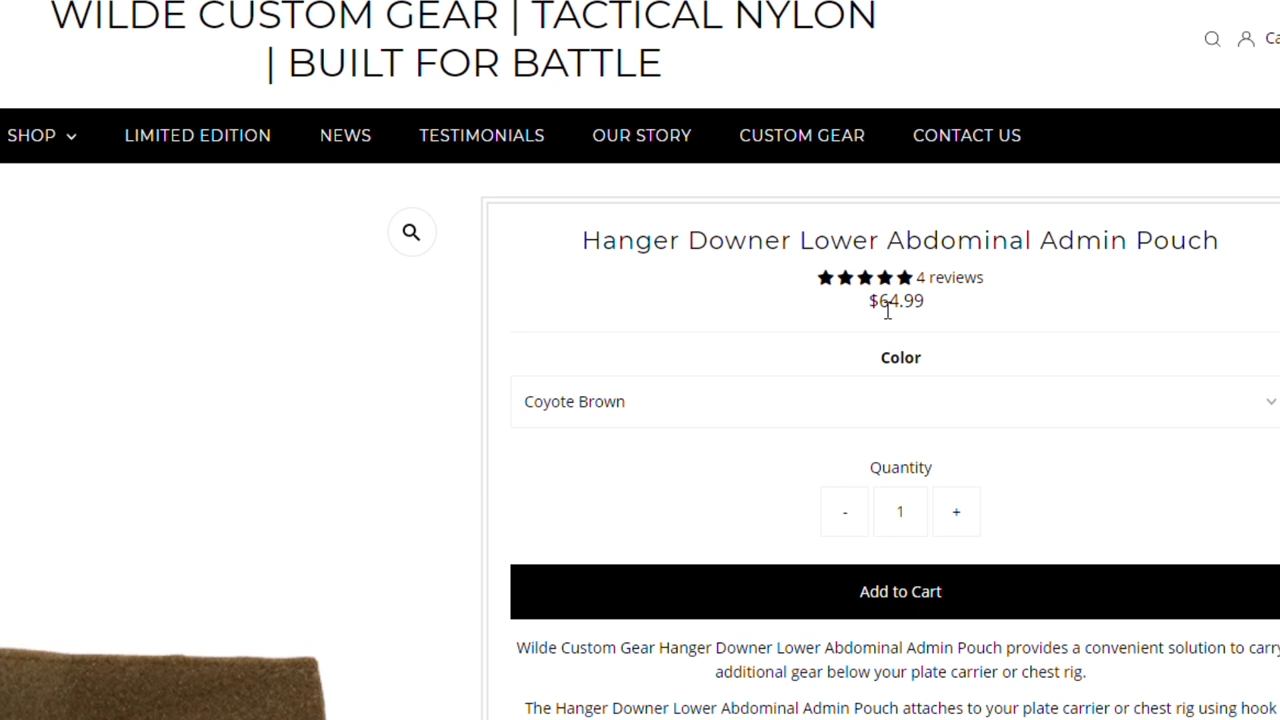 WILDE CUSTOM GEAR | TACTICAL NYLON
| BUILT FOR BATTLE
SHOP LIMITED EDITION NEWS TESTIMONIALS OUR STORY CUSTOM GEAR CONTACT US
Hanger Downer Lower Abdominal Admin Pouch
4 reviews
$64.99
Color
Coyote Brown
Quantity
- 1 +
Add to Cart
Wilde Custom Gear Hanger Downer Lower Abdominal Admin Pouch provides a convenient solution to carry
additional gear below your plate carrier or chest rig.
The Hanger Downer Lower Abdominal Admin Pouch attaches to your plate carrier or chest rig using hook